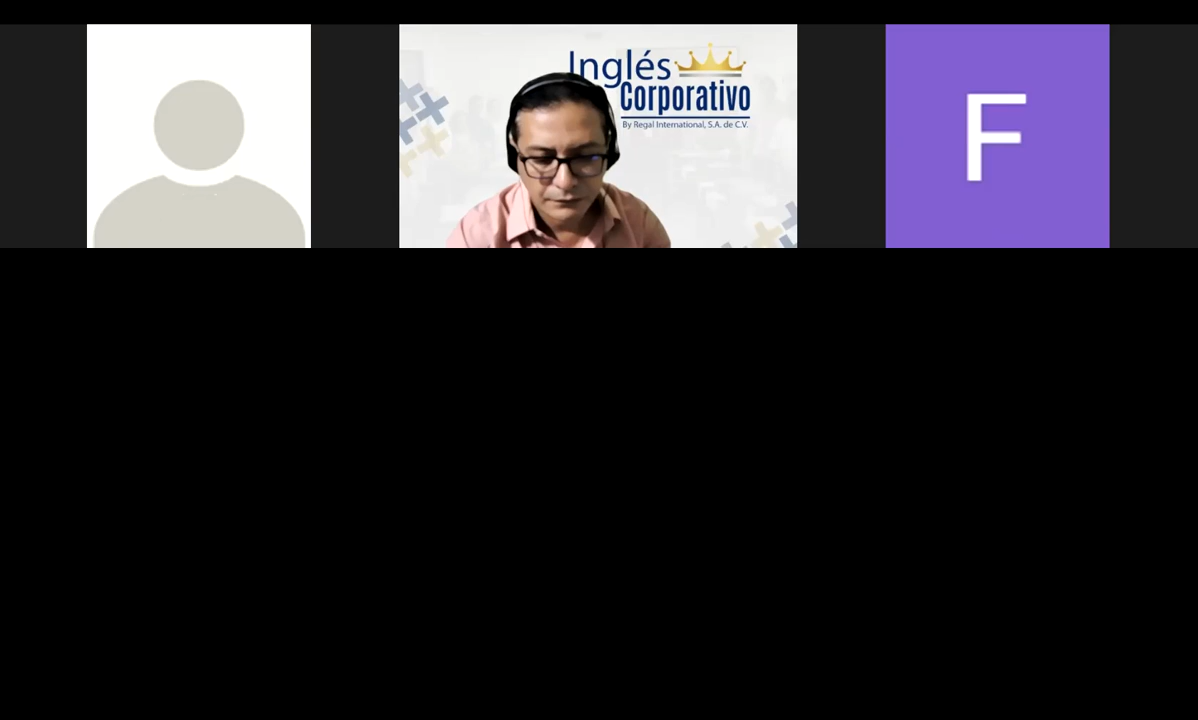 Inglés
Corporativo
By Regal International, S.A. de C.V.
F